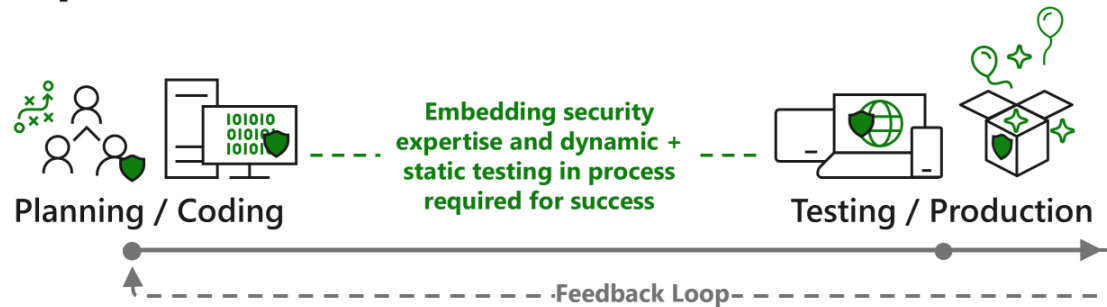 Embedding security
expertise and dynamic +
static testing in process
required for success
Planning / Coding
Testing / Production
Feedback Loop